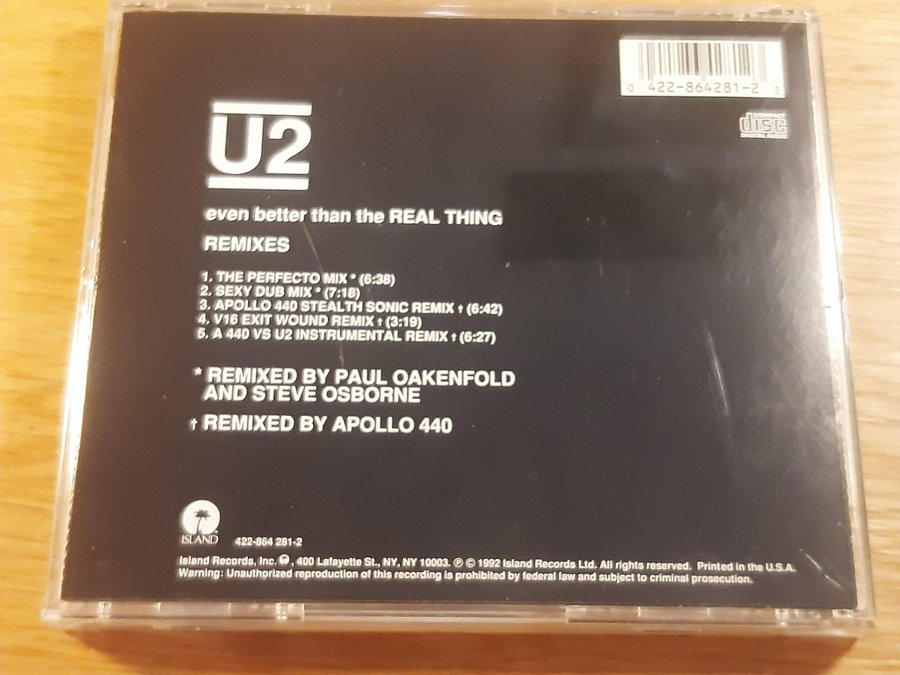 0 422-864281-2 3
COMPACT
disc
DIGITAL AUDIO
U2
even better than the REAL THING
REMIXES
1. THE PERFECTO MIX * (6:38)
2. SEXY DUB MIX * (7:18)
3. APOLLO 440 STEALTH SONIC REMIX † (6:42)
4. V16 EXIT WOUND REMIX † (3:19)
5. A 440 VS U2 INSTRUMENTAL REMIX † (6:27)
* REMIXED BY PAUL OAKENFOLD
AND STEVE OSBORNE
† REMIXED BY APOLLO 440
ISLAND
422-864 281-2
Island Records, Inc. , 400 Lafayette St., NY, NY 10003. ℗ © 1992 Island Records Ltd. All rights reserved. Printed in the U.S.A.
Warning: Unauthorized reproduction of this recording is prohibited by federal law and subject to criminal prosecution.